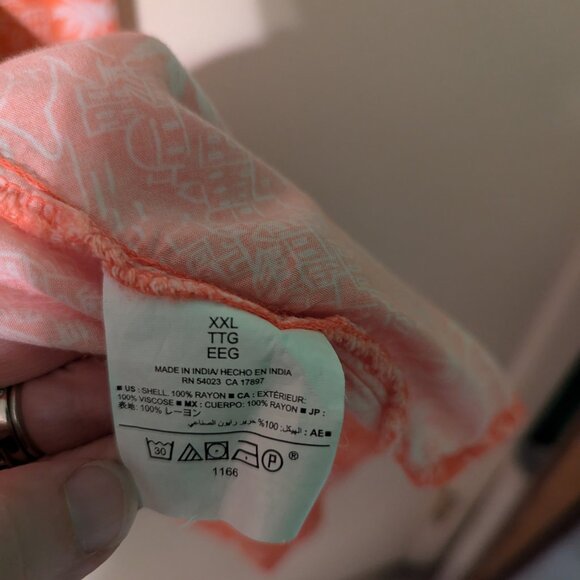 XXL
TTG
EEG
MADE IN INDIA/ HECHO EN INDIA
RN 54023 CA 17897
■ US : SHELL. 100% RAYON ■ CA : EXTÉRIEUR:
100% VISCOSE ■ MX : CUERPO: 100% RAYON ■ JP :
表地: 100% レーヨン
■ AE : الهيكل: 100% حرير رايون الصناعي
30 P ®
1166